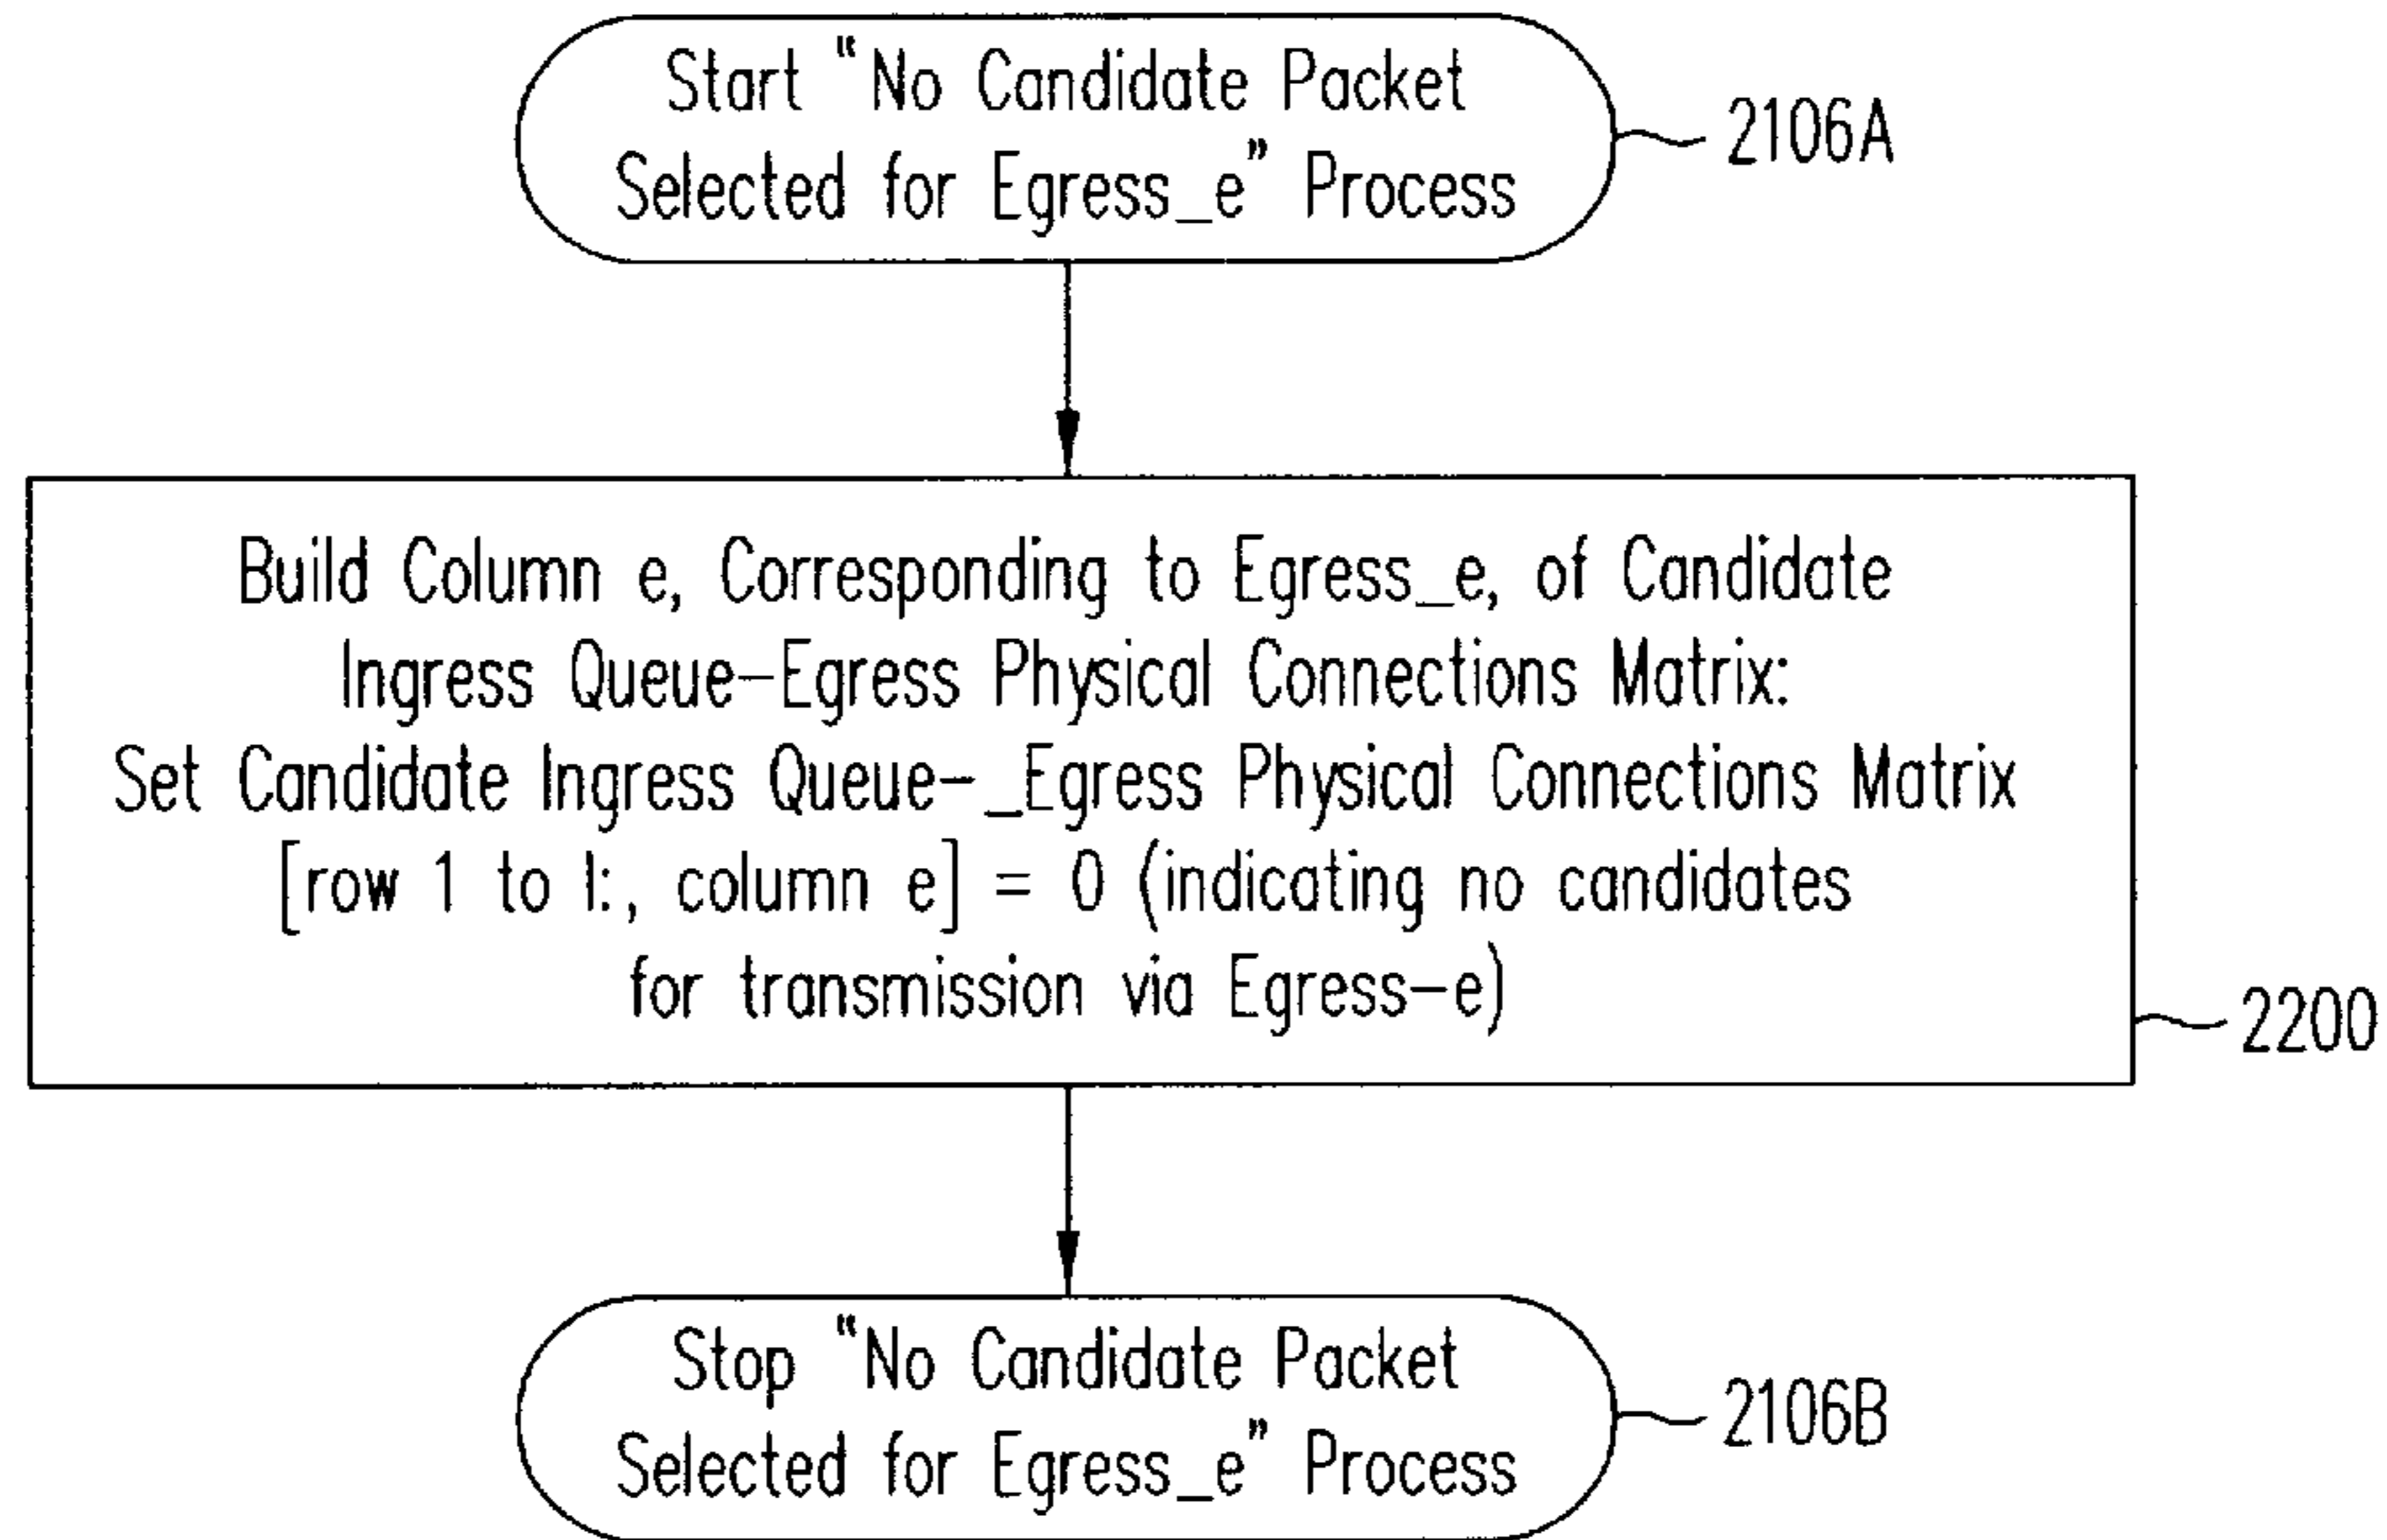 Start "No Candidate Packet
Selected for Egress_e" Process
2106A
Build Column e, Corresponding to Egress_e, of Candidate
Ingress Queue-Egress Physical Connections Matrix:
Set Candidate Ingress Queue-_Egress Physical Connections Matrix
[row 1 to I:, column e] = 0 (indicating no candidates
for transmission via Egress-e)
2200
Stop "No Candidate Packet
Selected for Egress_e" Process
2106B